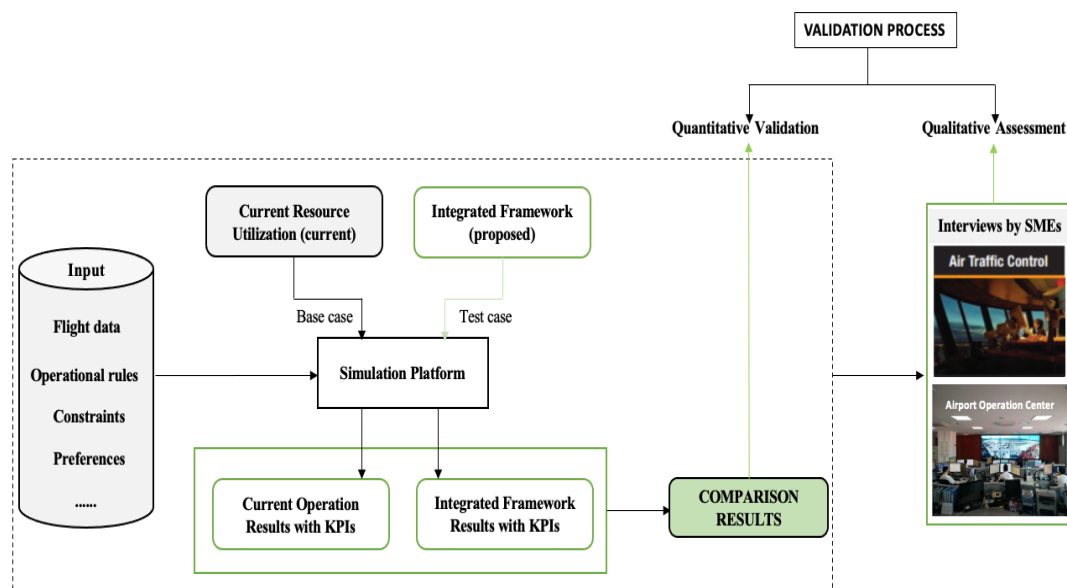 VALIDATION PROCESS
Quantitative Validation
Qualitative Assessment
Current Resource
Utilization (current)
Integrated Framework
(proposed)
Interviews by SMEs
Air Traffic Control
Input
Flight data
Operational rules
Constraints
Preferences
......
Base case
Test case
Simulation Platform
Airport Operation Center
Current Operation
Results with KPIs
Integrated Framework
Results with KPIs
COMPARISON
RESULTS